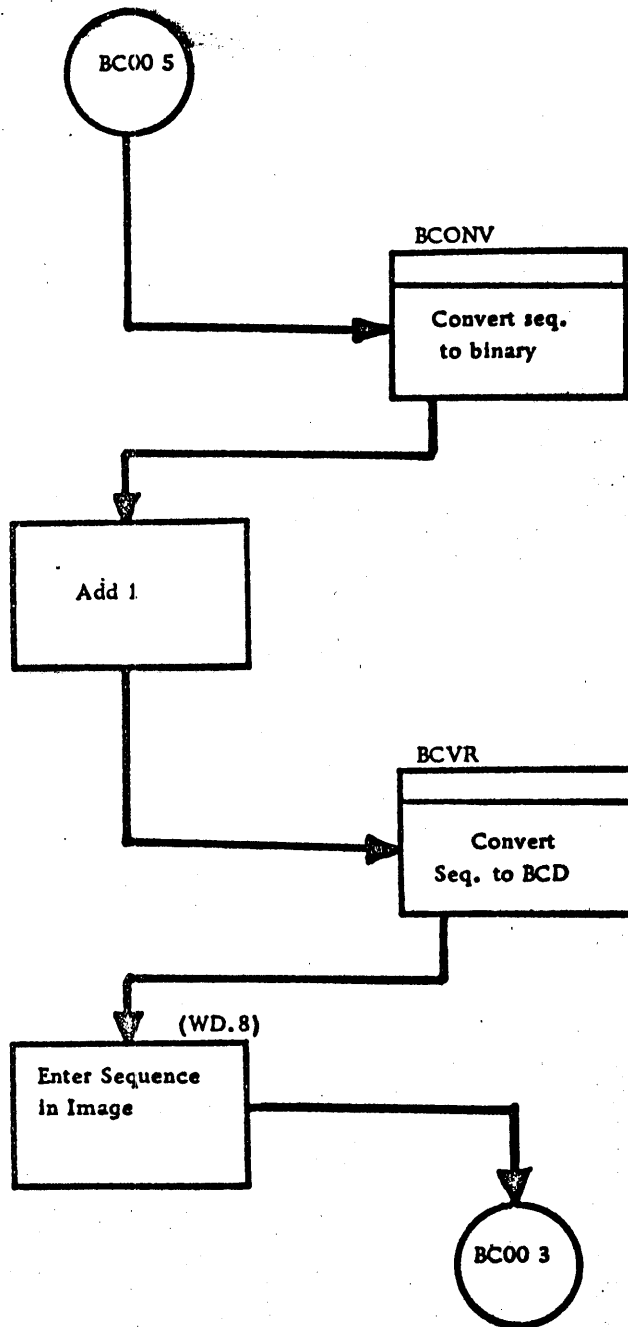 BC00 5
BCONV
Convert seq.
to binary
Add 1
BCVR
Convert
Seq. to BCD
(WD.8)
Enter Sequence
in Image
BC00 3